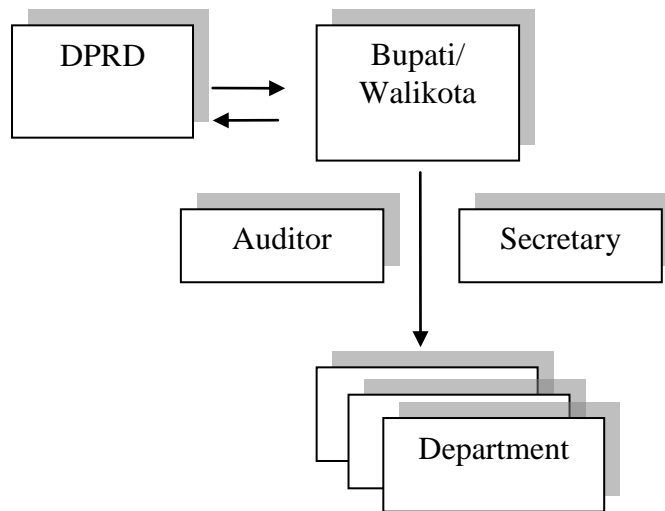 DPRD
Bupati/
Walikota
Auditor
Secretary
Department